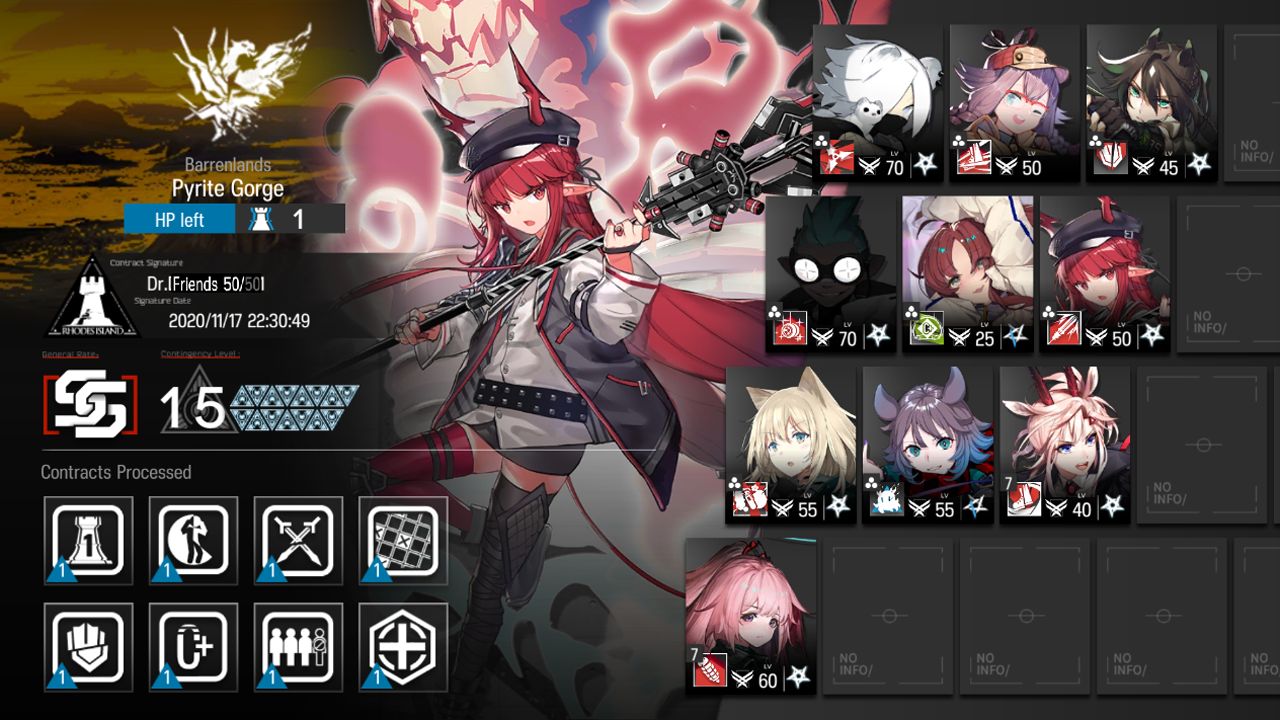 Barrenlands
Pyrite Gorge
HP left 1
Contract Signature
Dr.IFriends 50/50I
Signature Date
2020/11/17 22:30:49
RHODES ISLAND
General Rate:
Contingency Level:
15
Contracts Processed
1
1 1 1 1
1 1 1 1
LV 70
LV 50
LV 45
NO INFO/
LV 70
LV 25
LV 50
NO INFO/
LV 55
LV 55
7 LV 40
NO INFO/
7 LV 60
NO INFO/
NO INFO/
NO INFO/
NO INFO